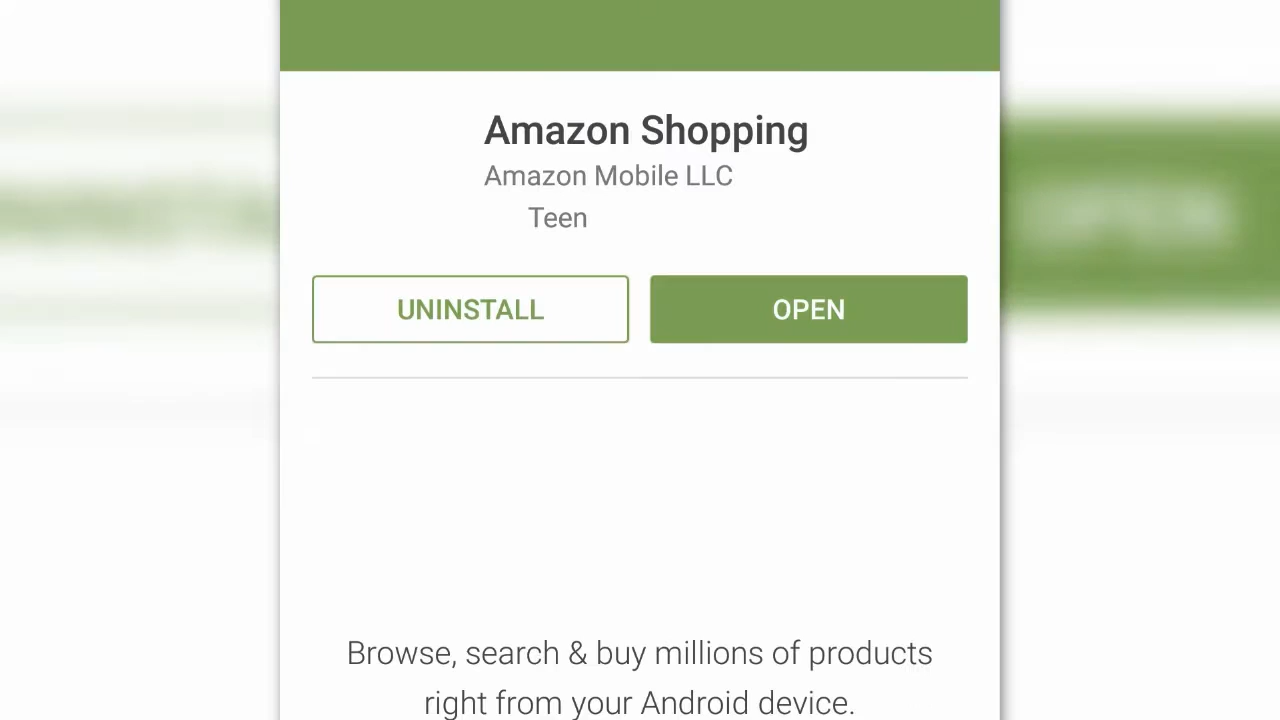 Amazon Shopping
Amazon Mobile LLC
Teen
UNINSTALL
OPEN
Browse, search & buy millions of products
right from your Android device.